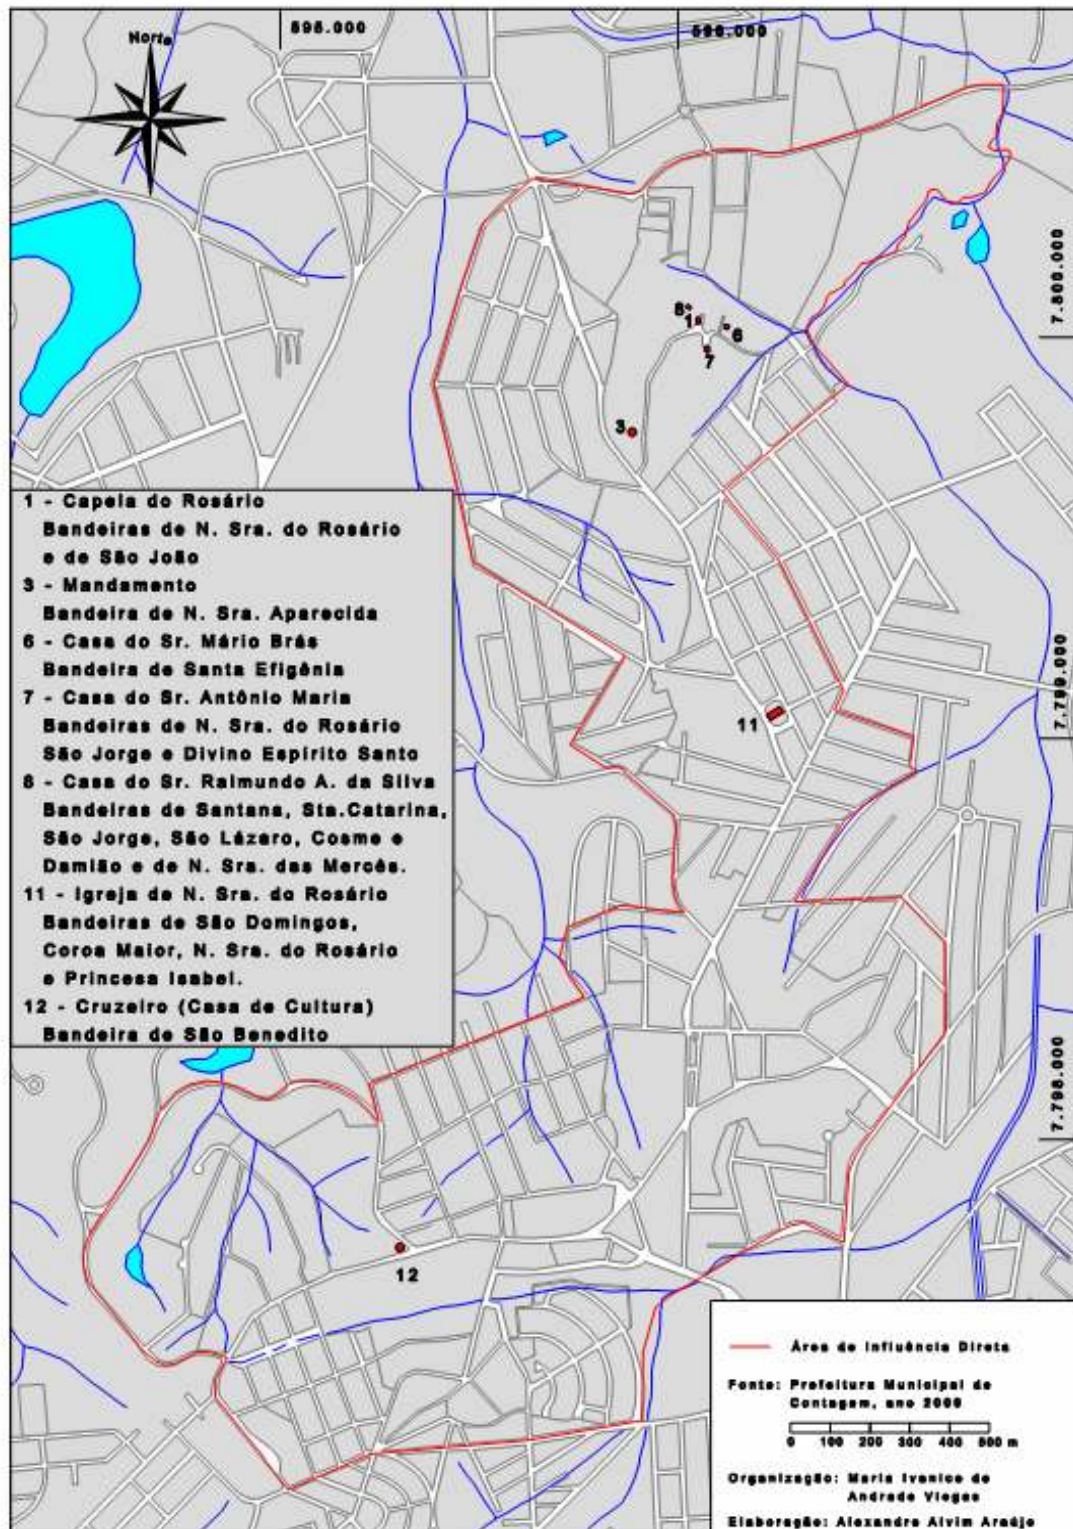 Norte
595.000
596.000
7.800.000
8
1
6
7
3
1 - Capela do Rosário
Bandeiras de N. Sra. do Rosário
e de São João
3 - Mandamento
Bandeira de N. Sra. Aparecida
6 - Casa do Sr. Mário Brás
Bandeira de Santa Efigênia
7 - Casa do Sr. Antônio Maria
Bandeiras de N. Sra. do Rosário
São Jorge e Divino Espírito Santo
8 - Casa do Sr. Raimundo A. da Silva
Bandeiras de Santana, Sta.Catarina,
São Jorge, São Lázaro, Cosme e
Damião e de N. Sra. das Mercês.
11 - Igreja de N. Sra. do Rosário
Bandeiras de São Domingos,
Coroa Maior, N. Sra. do Rosário
e Princesa Isabel.
12 - Cruzeiro (Casa de Cultura)
Bandeira de São Benedito
7.799.000
11
7.798.000
12
Área de Influência Direta
Fonte: Prefeitura Municipal de
Contagem, ano
0 100 200 300 400 500 m
Organização: Maria Ivanice de
Andrade Viegas
Elaboração: Alexandre Alvim Araújo